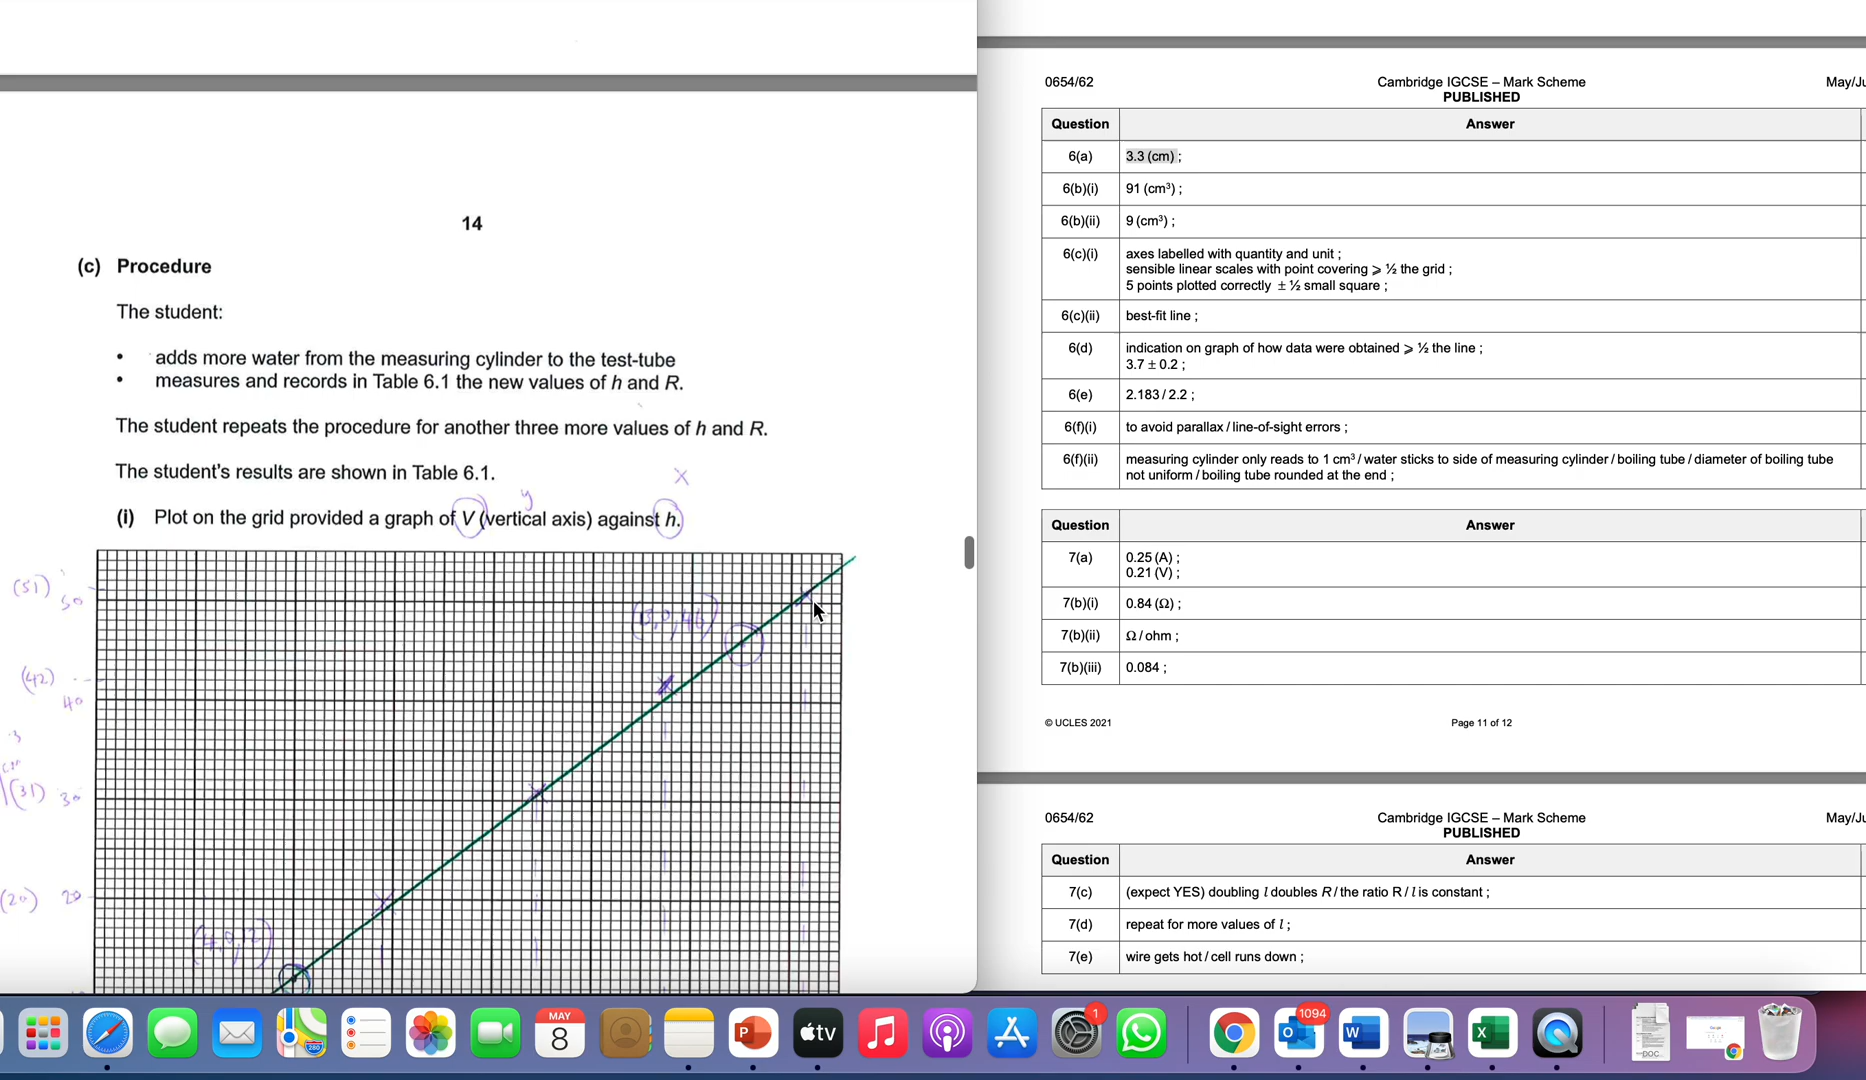 14
(c) Procedure
The student:
• adds more water from the measuring cylinder to the test-tube
• measures and records in Table 6.1 the new values of h and R.
The student repeats the procedure for another three more values of h and R.
The student's results are shown in Table 6.1.
x
y
(i) Plot on the grid provided a graph of V (vertical axis) against h.
(51) 50
(42)
40
(31) 30
(20) 20
0654/62
Cambridge IGCSE – Mark Scheme
PUBLISHED
May/Ju
Question Answer
6(a) 3.3 (cm) ;
6(b)(i) 91 (cm³) ;
6(b)(ii) 9 (cm³) ;
6(c)(i) axes labelled with quantity and unit ;
sensible linear scales with point covering ⩾ ½ the grid ;
5 points plotted correctly ± ½ small square ;
6(c)(ii) best-fit line ;
6(d) indication on graph of how data were obtained ⩾ ½ the line ;
3.7 ± 0.2 ;
6(e) 2.183 / 2.2 ;
6(f)(i) to avoid parallax / line-of-sight errors ;
6(f)(ii) measuring cylinder only reads to 1 cm³ / water sticks to side of measuring cylinder / boiling tube / diameter of boiling tube
not uniform / boiling tube rounded at the end ;
Question Answer
7(a) 0.25 (A) ;
0.21 (V) ;
7(b)(i) 0.84 (Ω) ;
7(b)(ii) Ω / ohm ;
7(b)(iii) 0.084 ;
© UCLES 2021 Page 11 of 12
0654/62
Cambridge IGCSE – Mark Scheme
PUBLISHED
May/Ju
Question Answer
7(c) (expect YES) doubling l doubles R / the ratio R / l is constant ;
7(d) repeat for more values of l ;
7(e) wire gets hot / cell runs down ;
280
MAY
8
P
tv
1
1094
O
W
X
DOC